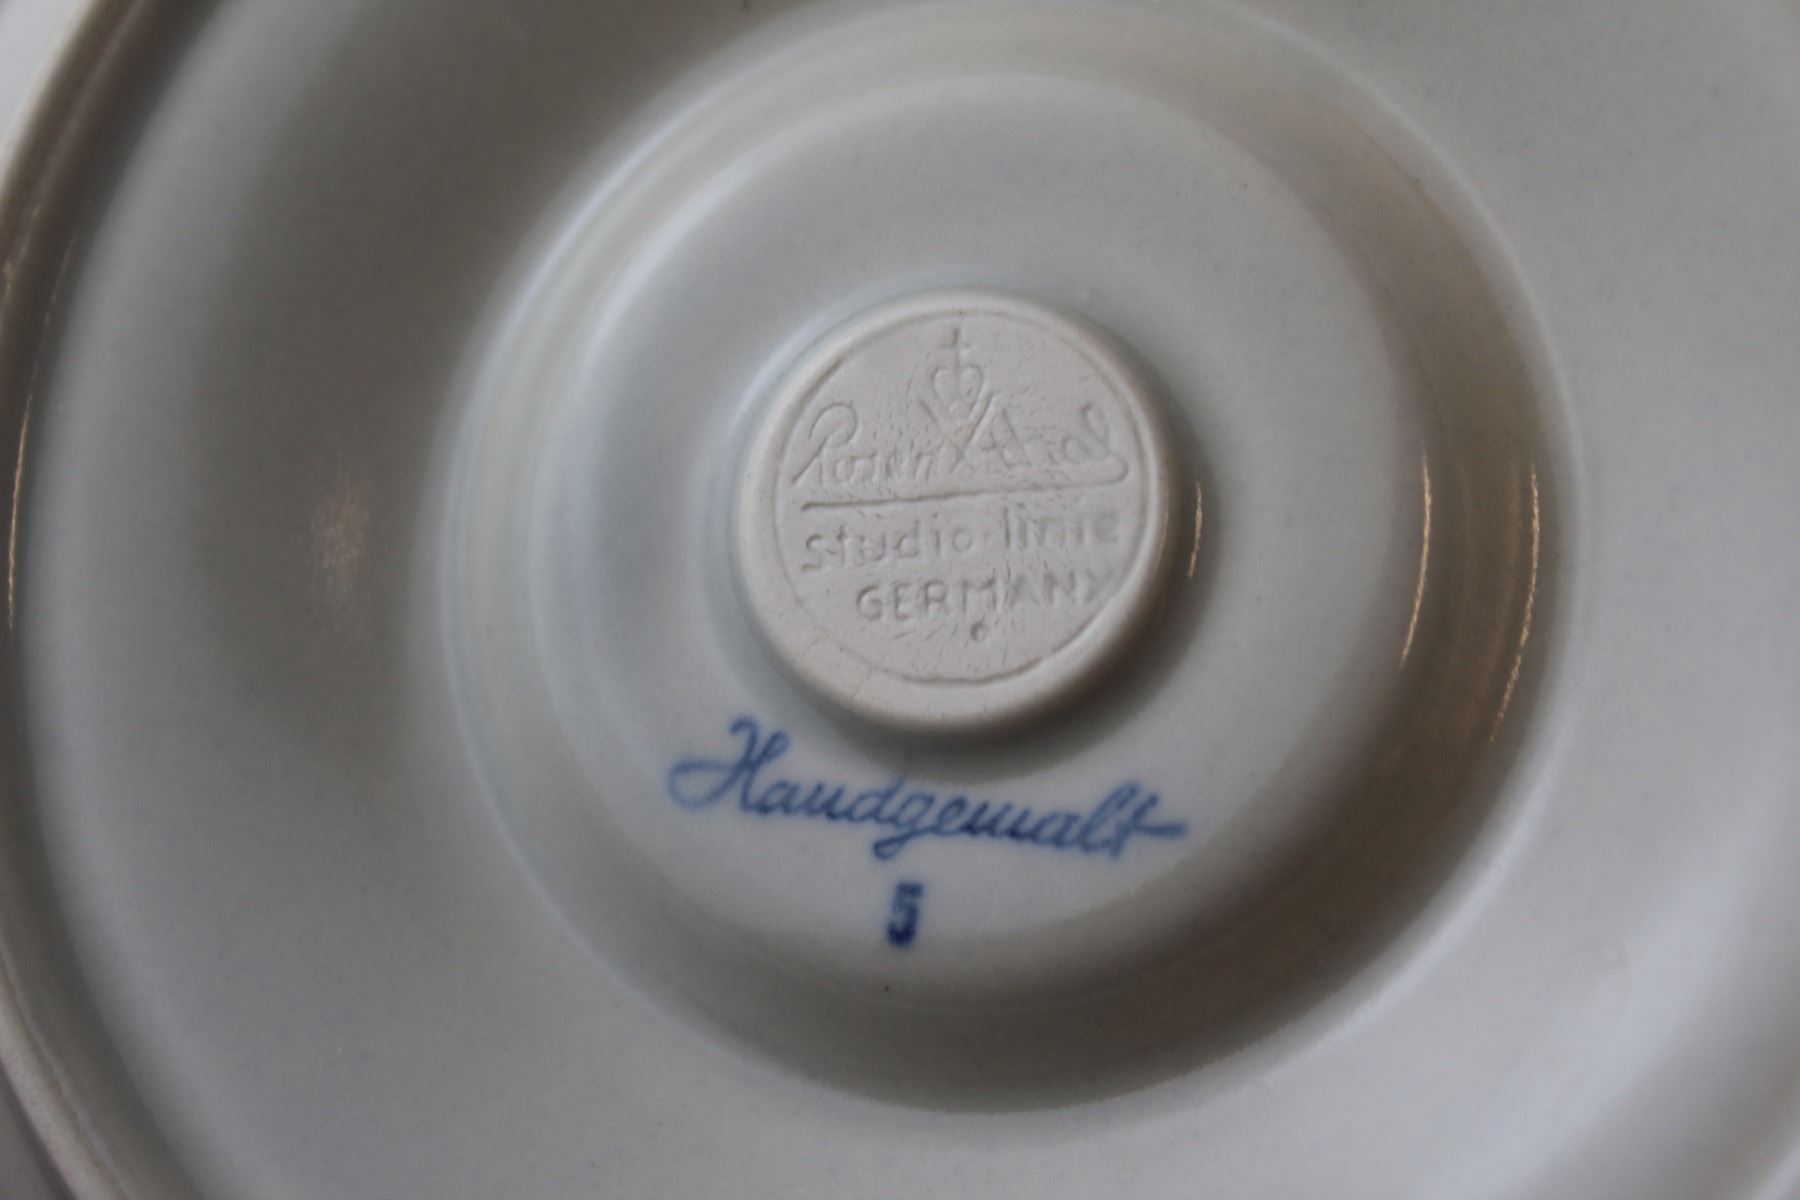 Rosenthal
studio-linie
GERMANY
Handgemalt
5